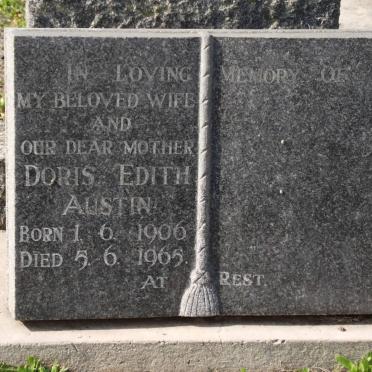 IN LOVING MEMORY OF
MY BELOVED WIFE
AND
OUR DEAR MOTHER
DORIS EDITH
AUSTIN
BORN 1. 6. 1906
DIED 5. 6. 1965.
AT REST.